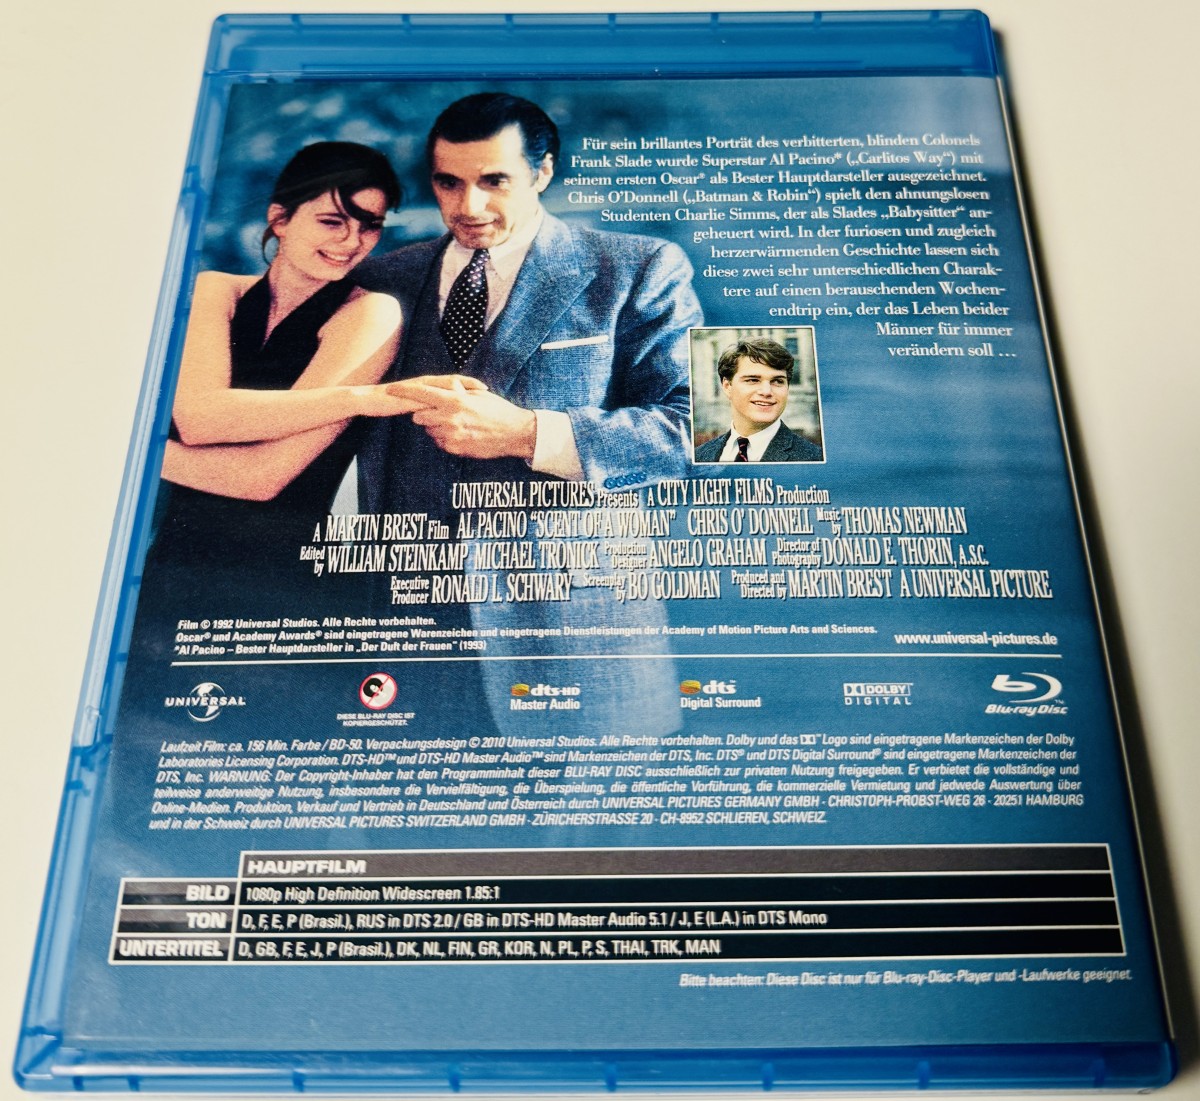 Für sein brillantes Porträt des verbitterten, blinden Colonels
Frank Slade wurde Superstar Al Pacino* („Carlitos Way“) mit
seinem ersten Oscar® als Bester Hauptdarsteller ausgezeichnet.
Chris O'Donnell („Batman & Robin“) spielt den ahnungslosen
Studenten Charlie Simms, der als Slades „Babysitter“ an-
geheuert wird. In der furiosen und zugleich
herzerwärmenden Geschichte lassen sich
diese zwei sehr unterschiedlichen Charak-
tere auf einen berauschenden Wochen-
endtrip ein, der das Leben beider
Männer für immer
verändern soll ...
UNIVERSAL PICTURES Presents A CITY LIGHT FILMS Production
A MARTIN BREST Film AL PACINO "SCENT OF A WOMAN" CHRIS O' DONNELL Music by THOMAS NEWMAN
Edited by WILLIAM STEINKAMP MICHAEL TRONICK Production Designer ANGELO GRAHAM Director of Photography DONALD E. THORIN, A.S.C.
Executive Producer RONALD L. SCHWARY Screenplay by BO GOLDMAN Produced and Directed by MARTIN BREST A UNIVERSAL PICTURE
Film © 1992 Universal Studios. Alle Rechte vorbehalten.
Oscar® und Academy Awards® sind eingetragene Warenzeichen und eingetragene Dienstleistungen der Academy of Motion Picture Arts and Sciences.
*Al Pacino – Bester Hauptdarsteller in „Der Duft der Frauen“ (1993)
www.universal-pictures.de
UNIVERSAL
DIESE BLU-RAY DISC IST
KOPIERGESCHÜTZT.
dts-HD
Master Audio
dts
Digital Surround
DOLBY
DIGITAL
Blu-ray Disc™
Laufzeit Film: ca. 156 Min. Farbe / BD-50. Verpackungsdesign © 2010 Universal Studios. Alle Rechte vorbehalten. Dolby und das ™ Logo sind eingetragene Markenzeichen der Dolby
Laboratories Licensing Corporation. DTS-HD™ und DTS-HD Master Audio™ sind Markenzeichen der DTS, Inc. DTS® und DTS Digital Surround® sind eingetragene Markenzeichen der
DTS, Inc. WARNUNG: Der Copyright-Inhaber hat den Programminhalt dieser BLU-RAY DISC ausschließlich zur privaten Nutzung freigegeben. Er verbietet die vollständige und
teilweise anderweitige Nutzung, insbesondere die Vervielfältigung, die Überspielung, die öffentliche Vorführung, die kommerzielle Vermietung und jedwede Auswertung über
Online-Medien. Produktion, Verkauf und Vertrieb in Deutschland und Österreich durch UNIVERSAL PICTURES GERMANY GMBH - CHRISTOPH-PROBST-WEG 26 - 20251 HAMBURG
und in der Schweiz durch UNIVERSAL PICTURES SWITZERLAND GMBH - ZÜRICHERSTRASSE 20 - CH-8952 SCHLIEREN, SCHWEIZ.
HAUPTFILM
BILD 1080p High Definition Widescreen 1.85:1
TON D, F, E, P (Brasil.), RUS in DTS 2.0 / GB in DTS-HD Master Audio 5.1 / J, E (L.A.) in DTS Mono
UNTERTITEL D, GB, F, E, J, P (Brasil.), DK, NL, FIN, GR, KOR, N, PL, P, S, THAI, TRK, MAN
Bitte beachten: Diese Disc ist nur für Blu-ray-Disc-Player und -Laufwerke geeignet.